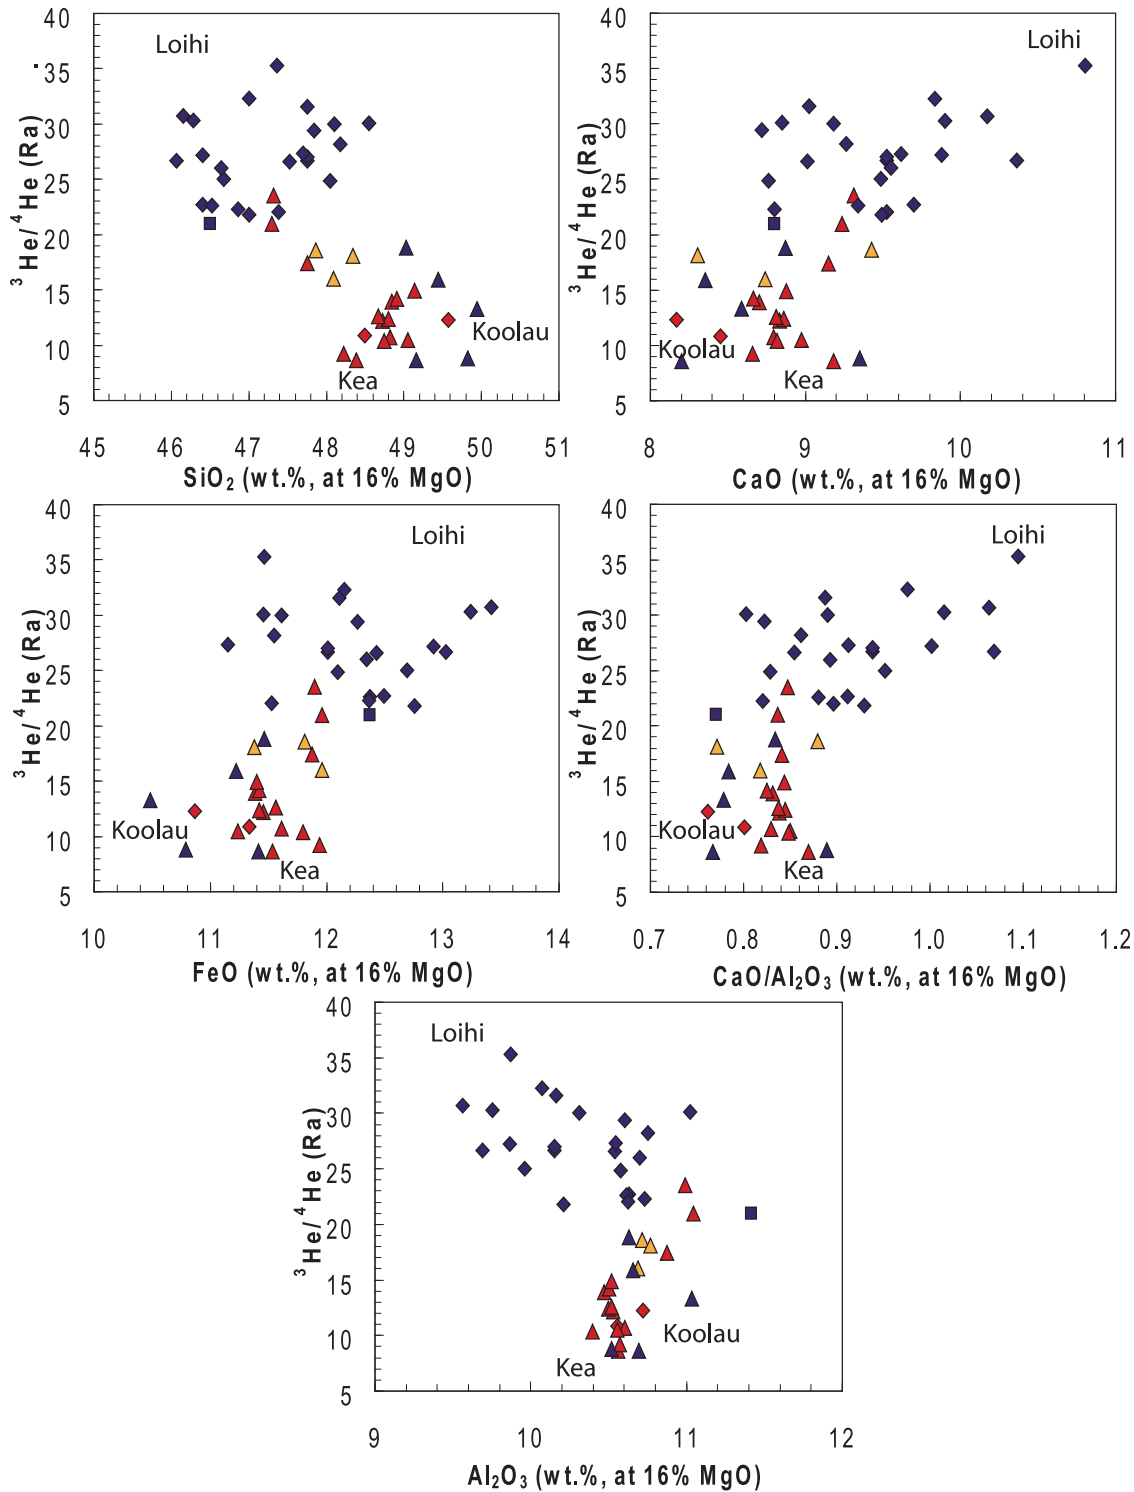 40
35
30
25
20
15
10
5
³He/⁴He (Ra)
Loihi
Koolau
Kea
45 46 47 48 49 50 51
SiO₂ (wt.%, at 16% MgO)
40
35
30
25
20
15
10
5
³He/⁴He (Ra)
Loihi
Koolau
Kea
8 9 10 11
CaO (wt.%, at 16% MgO)
40
35
30
25
20
15
10
5
³He/⁴He (Ra)
Loihi
Koolau
Kea
10 11 12 13 14
FeO (wt.%, at 16% MgO)
40
35
30
25
20
15
10
5
³He/⁴He (Ra)
Loihi
Koolau
Kea
0.7 0.8 0.9 1.0 1.1 1.2
CaO/Al₂O₃ (wt.%, at 16% MgO)
40
35
30
25
20
15
10
5
³He/⁴He (Ra)
Loihi
Koolau
Kea
9 10 11 12
Al₂O₃ (wt.%, at 16% MgO)